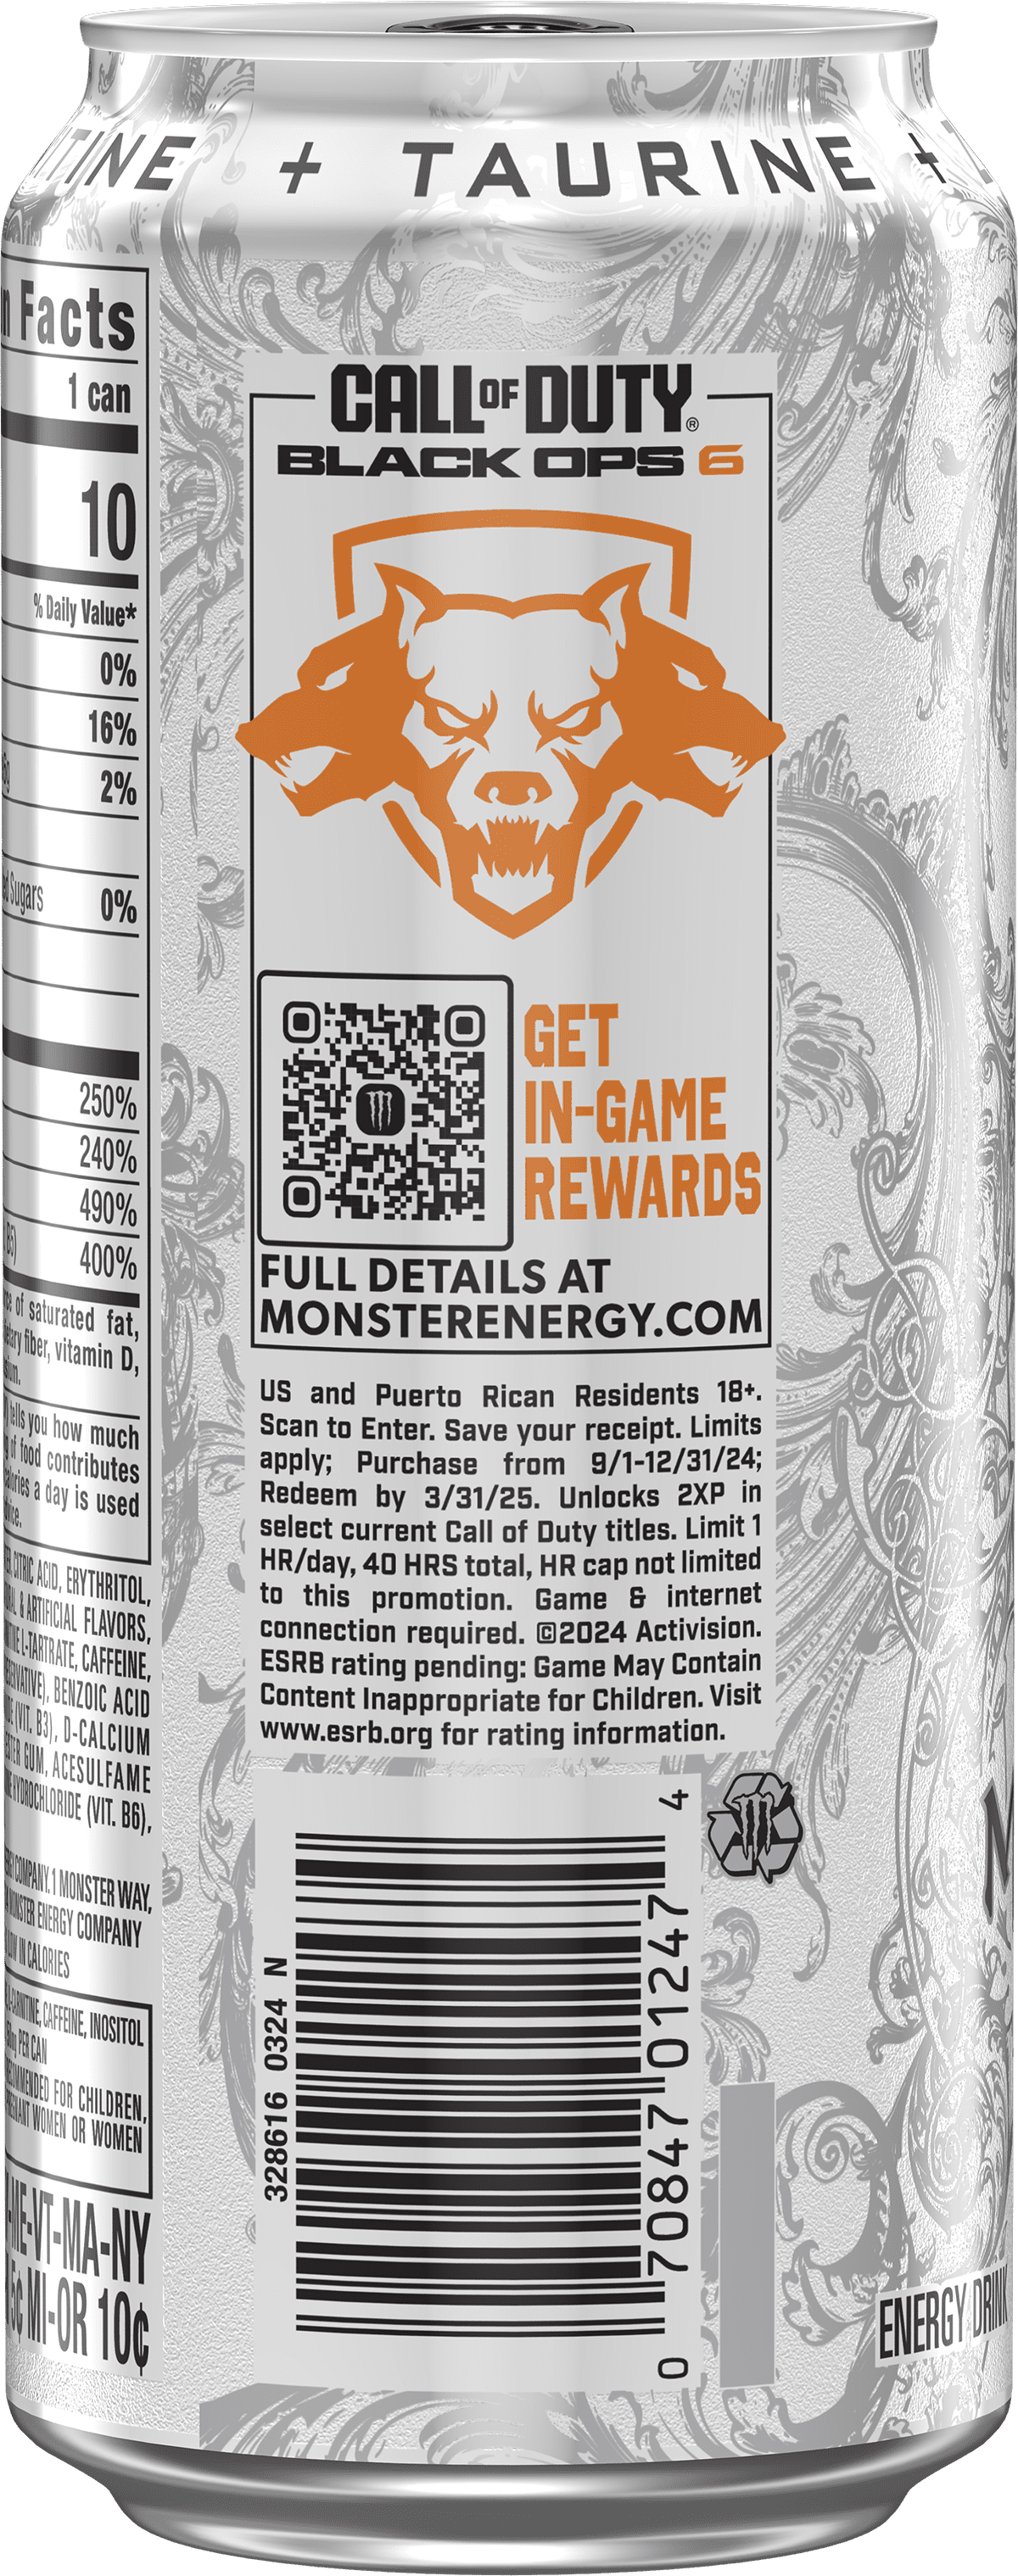 TINE + TAURINE +
Facts
1 can
10
% Daily Value*
0%
16%
2%
Sugars 0%
250%
240%
490%
400%
of saturated fat,
fiber, vitamin D,
tells you how much
of food contributes
a day is used
CITRIC ACID, ERYTHRITOL,
& ARTIFICIAL FLAVORS,
L-TARTRATE, CAFFEINE,
BENZOIC ACID
(VIT. B3), D-CALCIUM
GUM, ACESULFAME
HYDROCHLORIDE (VIT. B6),
COMPANY. 1 MONSTER WAY,
MONSTER ENERGY COMPANY
LOW IN CALORIES
CAFFEINE, INOSITOL
PER CAN
FOR CHILDREN,
WOMEN OR WOMEN
ME-VT-MA-NY
5¢ MI-OR 10¢
CALL OF DUTY®
BLACK OPS 6
GET
IN-GAME
REWARDS
FULL DETAILS AT
MONSTERENERGY.COM
US and Puerto Rican Residents 18+.
Scan to Enter. Save your receipt. Limits
apply; Purchase from 9/1-12/31/24;
Redeem by 3/31/25. Unlocks 2XP in
select current Call of Duty titles. Limit 1
HR/day, 40 HRS total, HR cap not limited
to this promotion. Game & internet
connection required. ©2024 Activision.
ESRB rating pending: Game May Contain
Content Inappropriate for Children. Visit
www.esrb.org for rating information.
328616 0324 N
0 70847 01247 4
ENERGY DRINK